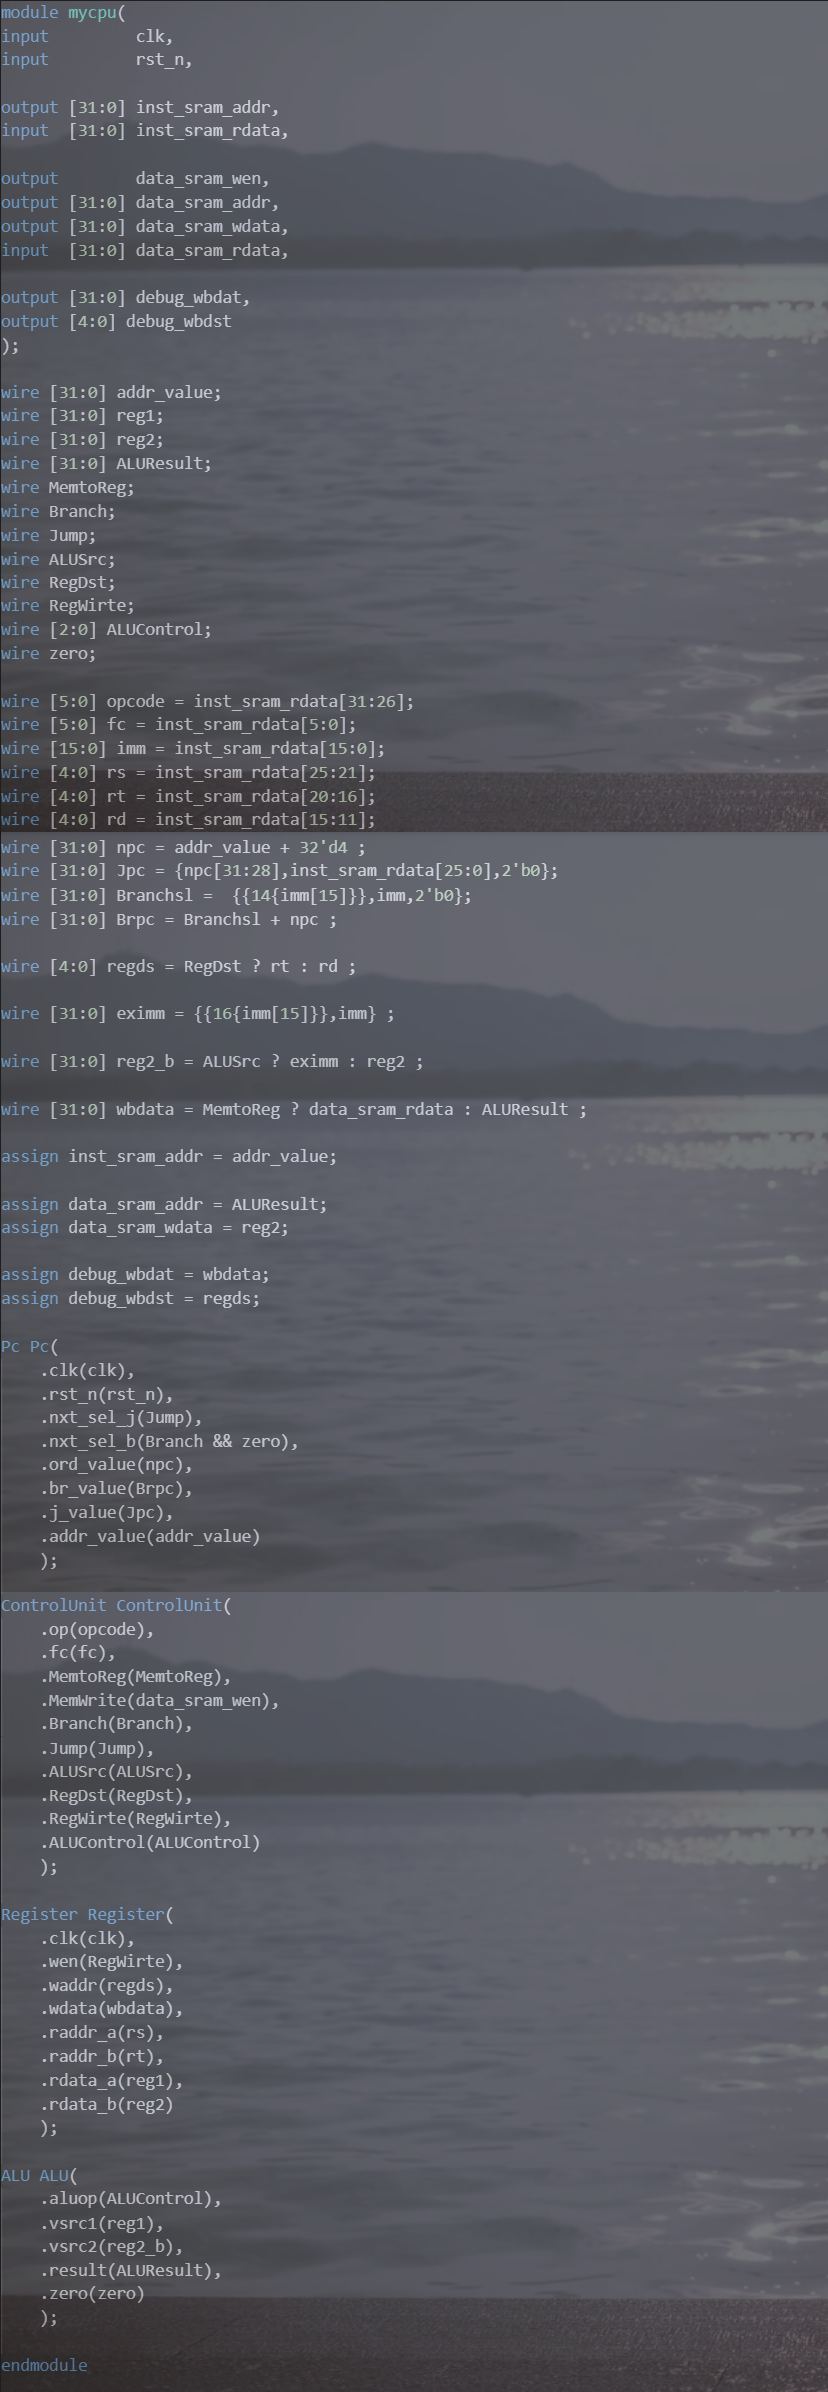 module mycpu(
input         clk,
input         rst_n,
output [31:0] inst_sram_addr,
input  [31:0] inst_sram_rdata,
output        data_sram_wen,
output [31:0] data_sram_addr,
output [31:0] data_sram_wdata,
input  [31:0] data_sram_rdata,
output [31:0] debug_wbdat,
output [4:0] debug_wbdst
);
wire [31:0] addr_value;
wire [31:0] reg1;
wire [31:0] reg2;
wire [31:0] ALUResult;
wire MemtoReg;
wire Branch;
wire Jump;
wire ALUSrc;
wire RegDst;
wire RegWirte;
wire [2:0] ALUControl;
wire zero;
wire [5:0] opcode = inst_sram_rdata[31:26];
wire [5:0] fc = inst_sram_rdata[5:0];
wire [15:0] imm = inst_sram_rdata[15:0];
wire [4:0] rs = inst_sram_rdata[25:21];
wire [4:0] rt = inst_sram_rdata[20:16];
wire [4:0] rd = inst_sram_rdata[15:11];
wire [31:0] npc = addr_value + 32'd4 ;
wire [31:0] Jpc = {npc[31:28],inst_sram_rdata[25:0],2'b0};
wire [31:0] Branchsl =  {{14{imm[15]}},imm,2'b0};
wire [31:0] Brpc = Branchsl + npc ;
wire [4:0] regds = RegDst ? rt : rd ;
wire [31:0] eximm = {{16{imm[15]}},imm} ;
wire [31:0] reg2_b = ALUSrc ? eximm : reg2 ;
wire [31:0] wbdata = MemtoReg ? data_sram_rdata : ALUResult ;
assign inst_sram_addr = addr_value;
assign data_sram_addr = ALUResult;
assign data_sram_wdata = reg2;
assign debug_wbdat = wbdata;
assign debug_wbdst = regds;
Pc Pc(
    .clk(clk),
    .rst_n(rst_n),
    .nxt_sel_j(Jump),
    .nxt_sel_b(Branch && zero),
    .ord_value(npc),
    .br_value(Brpc),
    .j_value(Jpc),
    .addr_value(addr_value)
    );
ControlUnit ControlUnit(
    .op(opcode),
    .fc(fc),
    .MemtoReg(MemtoReg),
    .MemWrite(data_sram_wen),
    .Branch(Branch),
    .Jump(Jump),
    .ALUSrc(ALUSrc),
    .RegDst(RegDst),
    .RegWirte(RegWirte),
    .ALUControl(ALUControl)
    );
Register Register(
    .clk(clk),
    .wen(RegWirte),
    .waddr(regds),
    .wdata(wbdata),
    .raddr_a(rs),
    .raddr_b(rt),
    .rdata_a(reg1),
    .rdata_b(reg2)
    );
ALU ALU(
    .aluop(ALUControl),
    .vsrc1(reg1),
    .vsrc2(reg2_b),
    .result(ALUResult),
    .zero(zero)
    );
endmodule